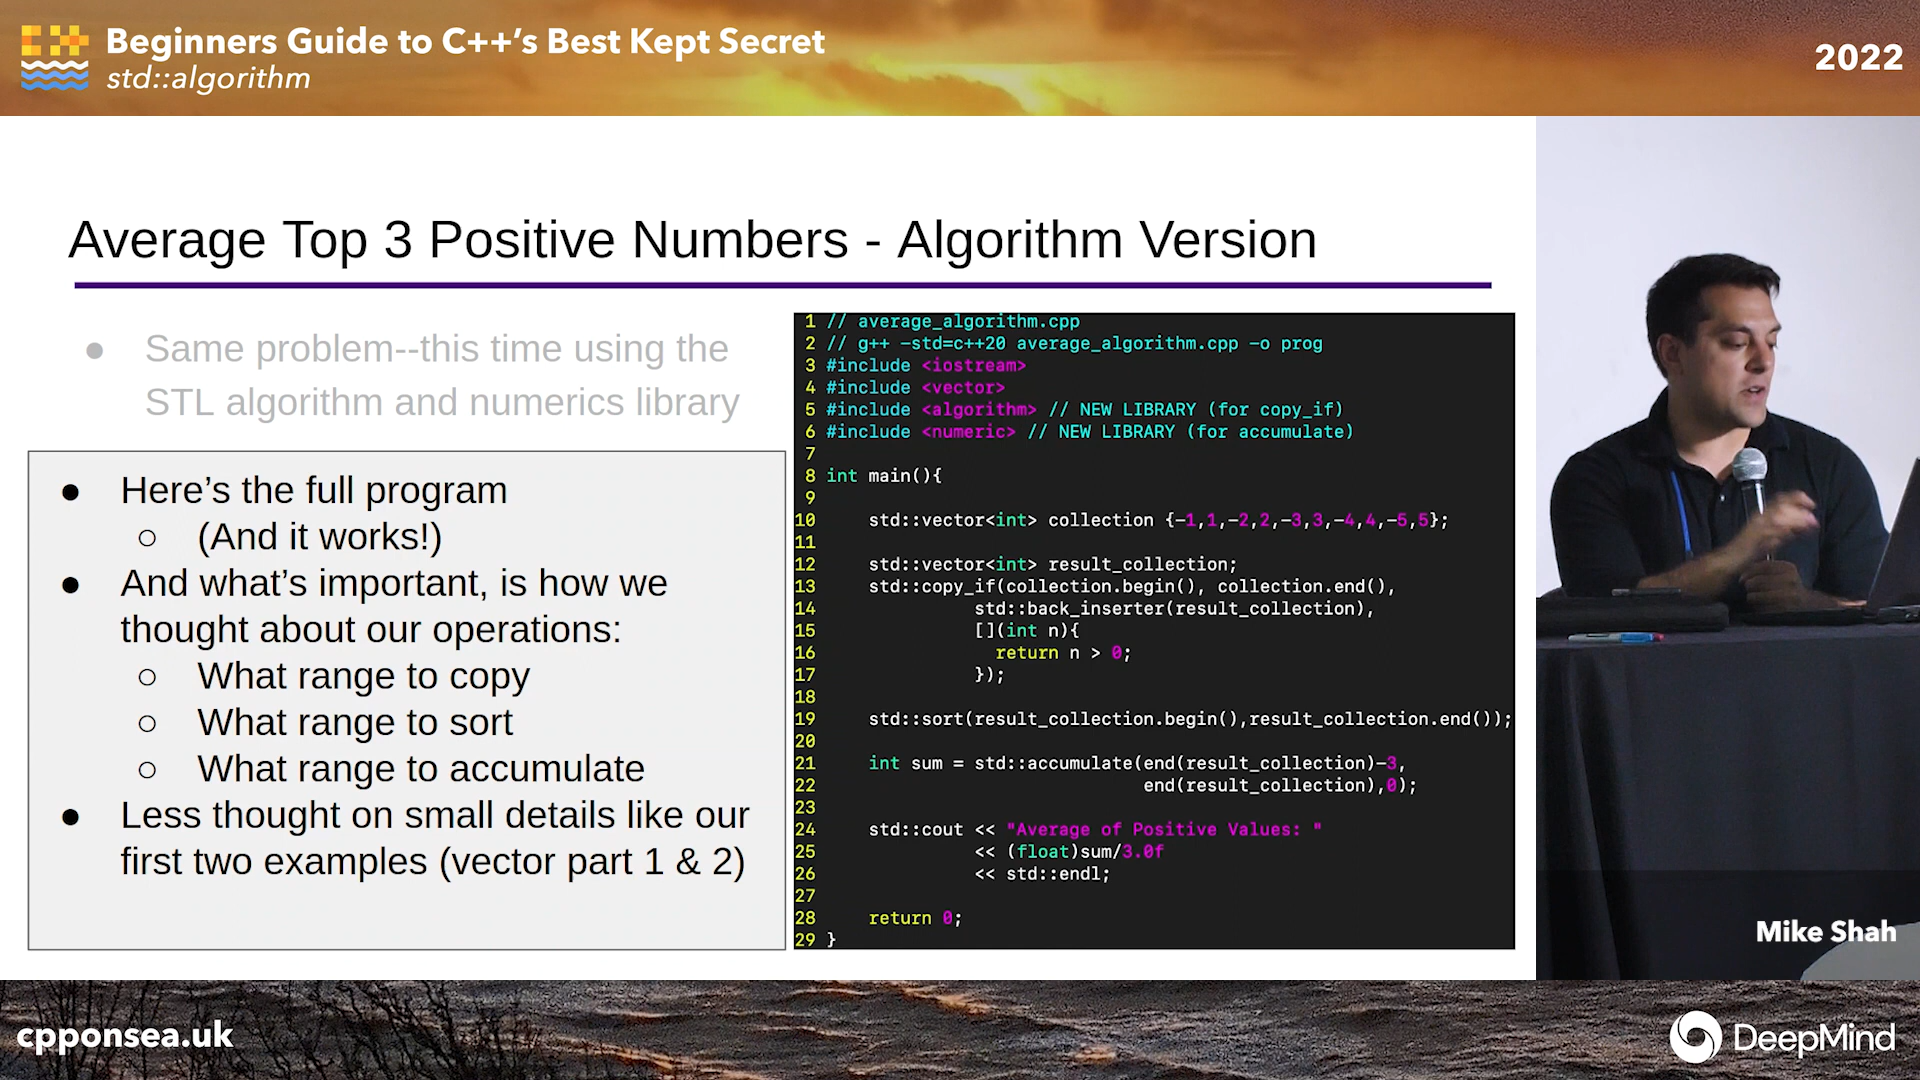 Beginners Guide to C++’s Best Kept Secret
std::algorithm
2022
Average Top 3 Positive Numbers - Algorithm Version
● Same problem--this time using the
STL algorithm and numerics library
● Here’s the full program
○ (And it works!)
● And what’s important, is how we
thought about our operations:
○ What range to copy
○ What range to sort
○ What range to accumulate
● Less thought on small details like our
first two examples (vector part 1 & 2)
1 // average_algorithm.cpp
2 // g++ -std=c++20 average_algorithm.cpp -o prog
3 #include <iostream>
4 #include <vector>
5 #include <algorithm> // NEW LIBRARY (for copy_if)
6 #include <numeric> // NEW LIBRARY (for accumulate)
7
8 int main(){
9
10     std::vector<int> collection {-1,1,-2,2,-3,3,-4,4,-5,5};
11
12     std::vector<int> result_collection;
13     std::copy_if(collection.begin(), collection.end(),
14               std::back_inserter(result_collection),
15               [](int n){
16                 return n > 0;
17               });
18
19     std::sort(result_collection.begin(),result_collection.end());
20
21     int sum = std::accumulate(end(result_collection)-3,
22                               end(result_collection),0);
23
24     std::cout << "Average of Positive Values: "
25               << (float)sum/3.0f
26               << std::endl;
27
28     return 0;
29 }
Mike Shah
cpponsea.uk
DeepMind